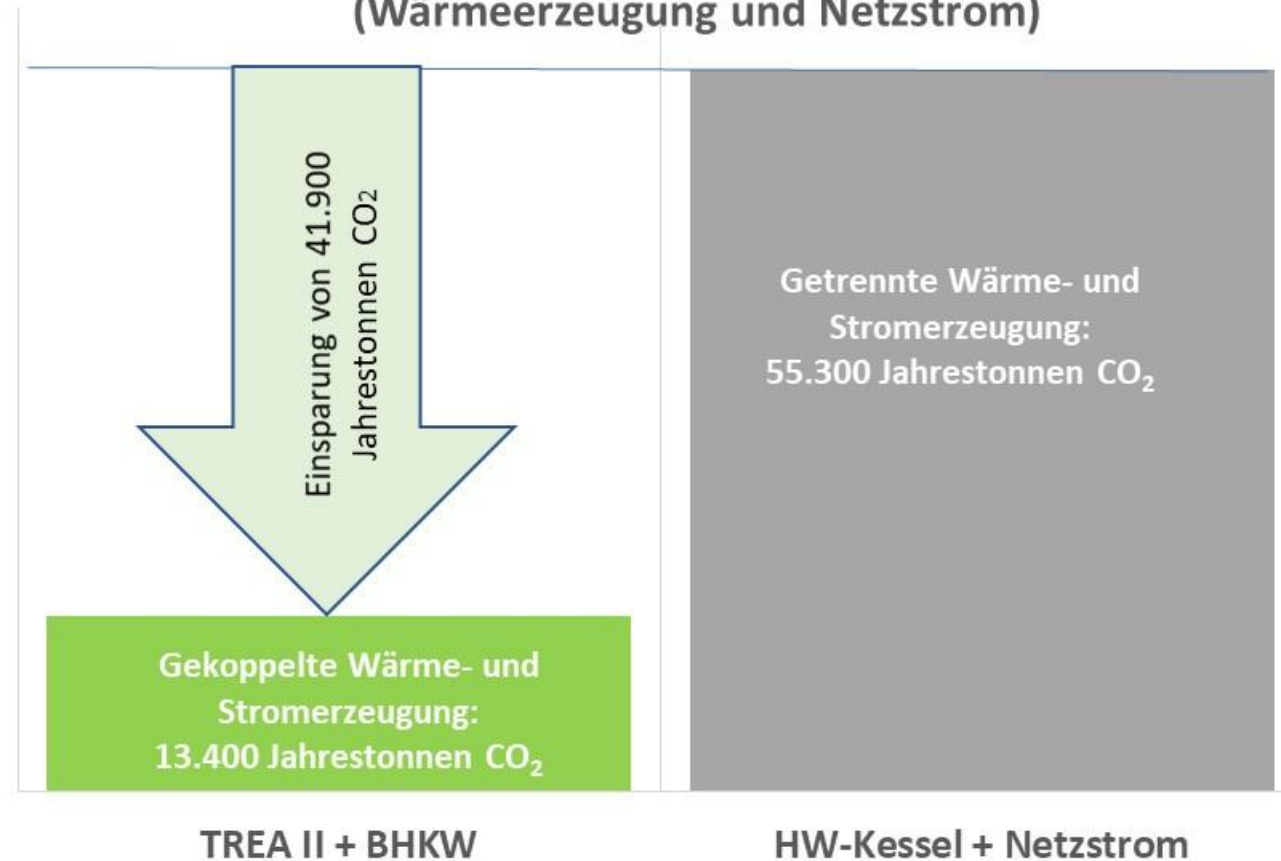 (Wärmeerzeugung und Netzstrom)
Einsparung von 41.900
Jahrestonnen CO2
Getrennte Wärme- und
Stromerzeugung:
55.300 Jahrestonnen CO₂
Gekoppelte Wärme- und
Stromerzeugung:
13.400 Jahrestonnen CO₂
TREA II + BHKW
HW-Kessel + Netzstrom